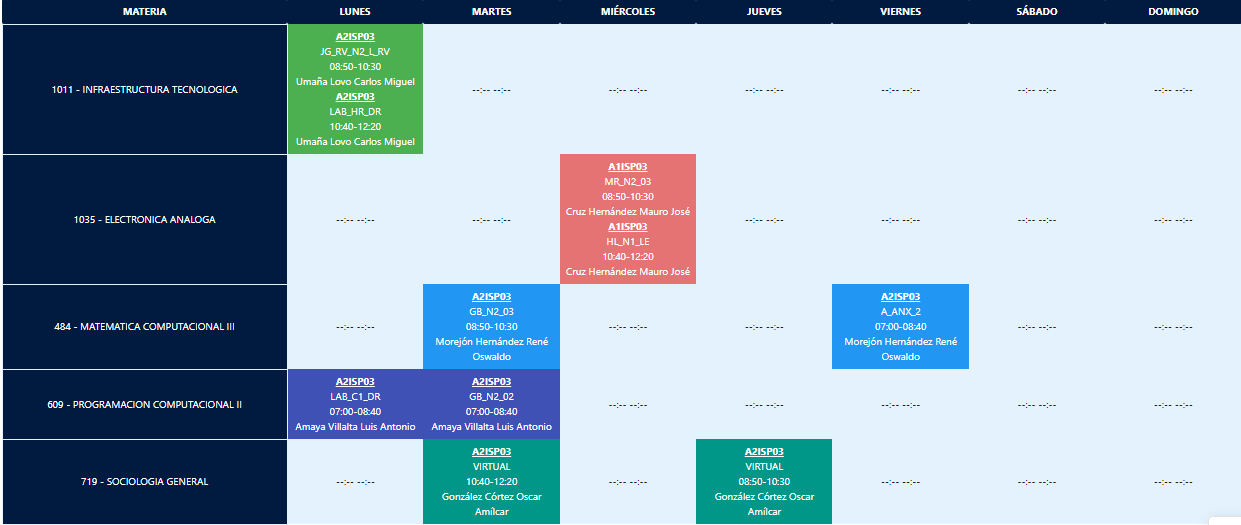 MATERIA LUNES MARTES MIÉRCOLES JUEVES VIERNES SÁBADO DOMINGO
1011 - INFRAESTRUCTURA TECNOLOGICA
A2ISP03
JG_RV_N2_L_RV
08:50-10:30
Umaña Lovo Carlos Miguel
A2ISP03
LAB_HR_DR
10:40-12:20
Umaña Lovo Carlos Miguel
--:-- --:-- --:-- --:-- --:-- --:-- --:-- --:-- --:-- --:-- --:-- --:--
1035 - ELECTRONICA ANALOGA
--:-- --:-- --:-- --:--
A1ISP03
MR_N2_03
08:50-10:30
Cruz Hernández Mauro José
A1ISP03
HL_N1_LE
10:40-12:20
Cruz Hernández Mauro José
--:-- --:-- --:-- --:-- --:-- --:-- --:-- --:--
484 - MATEMATICA COMPUTACIONAL III
--:-- --:--
A2ISP03
GB_N2_03
08:50-10:30
Morejón Hernández René
Oswaldo
--:-- --:-- --:-- --:--
A2ISP03
A_ANX_2
07:00-08:40
Morejón Hernández René
Oswaldo
--:-- --:-- --:-- --:--
609 - PROGRAMACION COMPUTACIONAL II
A2ISP03
LAB_C1_DR
07:00-08:40
Amaya Villalta Luis Antonio
A2ISP03
GB_N2_02
07:00-08:40
Amaya Villalta Luis Antonio
--:-- --:-- --:-- --:-- --:-- --:-- --:-- --:-- --:-- --:--
719 - SOCIOLOGIA GENERAL
--:-- --:--
A2ISP03
VIRTUAL
10:40-12:20
González Córtez Oscar
Amílcar
--:-- --:--
A2ISP03
VIRTUAL
08:50-10:30
González Córtez Oscar
Amílcar
--:-- --:-- --:-- --:-- --:-- --:--